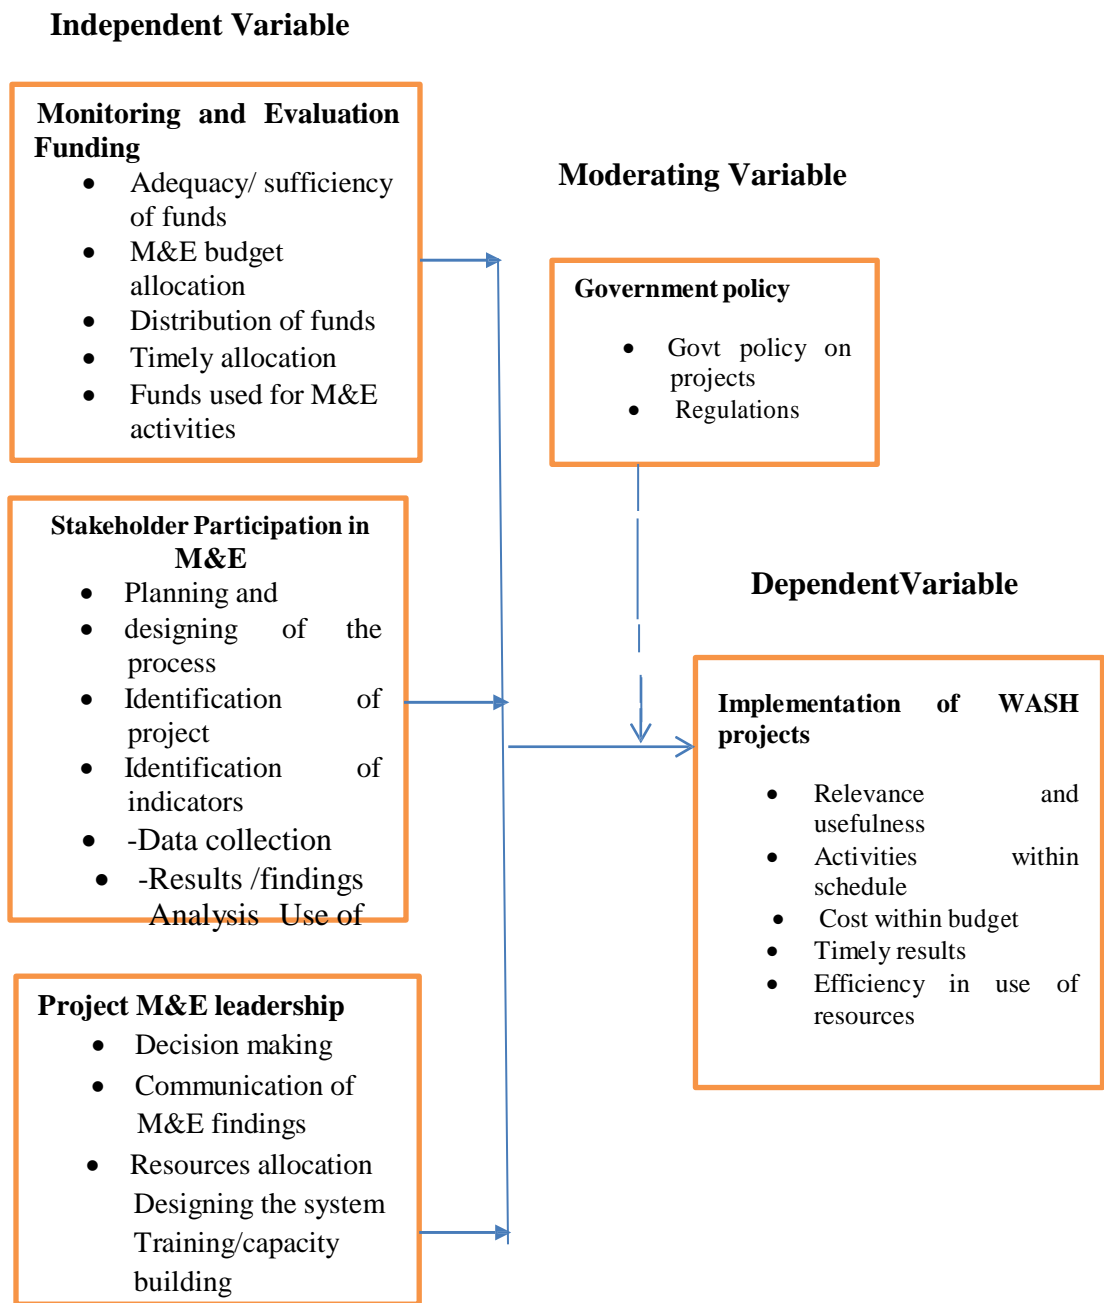 Independent Variable
Monitoring and Evaluation
Funding
• Adequacy/ sufficiency
of funds
• M&E budget
allocation
• Distribution of funds
• Timely allocation
• Funds used for M&E
activities
Stakeholder Participation in
M&E
• Planning and
• designing of the
process
• Identification of
project
• Identification of
indicators
• -Data collection
• -Results /findings
Analysis Use of
Project M&E leadership
• Decision making
• Communication of
M&E findings
• Resources allocation
Designing the system
Training/capacity
building
Moderating Variable
Government policy
• Govt policy on
projects
• Regulations
DependentVariable
Implementation of WASH
projects
• Relevance and
usefulness
• Activities within
schedule
• Cost within budget
• Timely results
• Efficiency in use of
resources